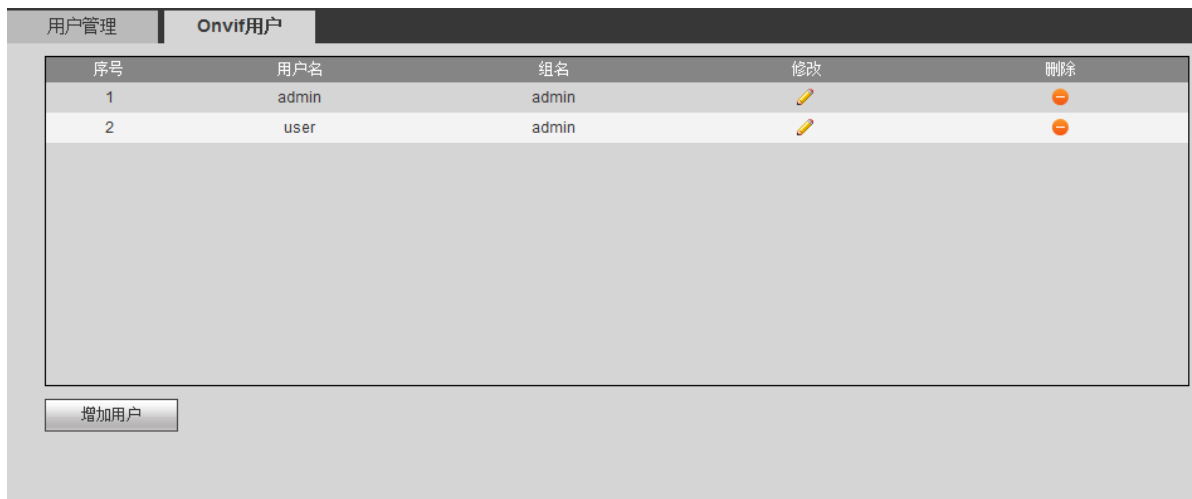 用户管理 Onvif用户
序号 用户名 组名 修改 删除
1 admin admin
2 user admin
增加用户